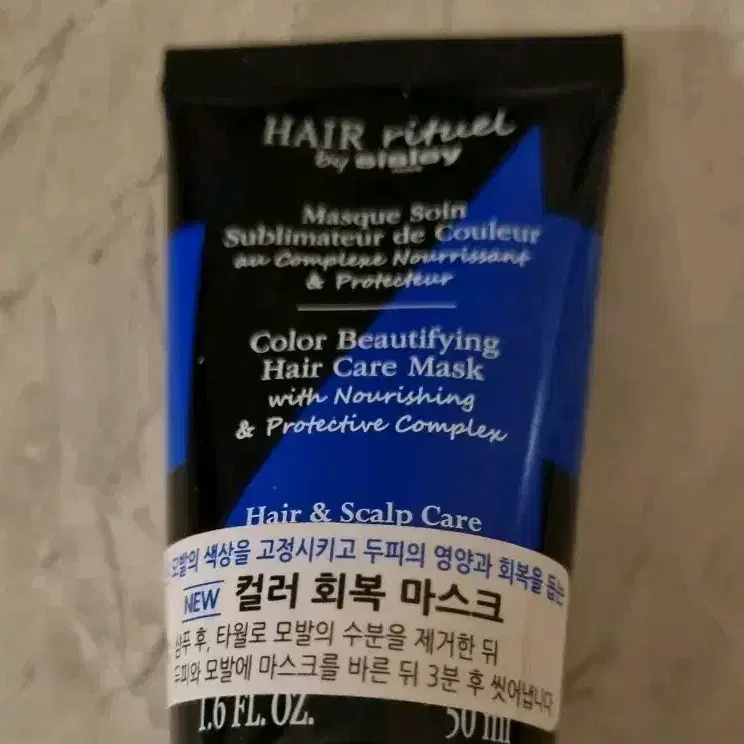 HAIR rituel
by sisley
Masque Soin
Sublimateur de Couleur
au Complexe Nourrissant
& Protecteur
Color Beautifying
Hair Care Mask
with Nourishing
& Protective Complex
Hair & Scalp Care
모발의 색상을 고정시키고 두피의 영양과 회복을 돕는
NEW 컬러 회복 마스크
샴푸 후, 타월로 모발의 수분을 제거한 뒤
두피와 모발에 마스크를 바른 뒤 3분 후 씻어냅니다
1.6 FL. OZ. 50 ml